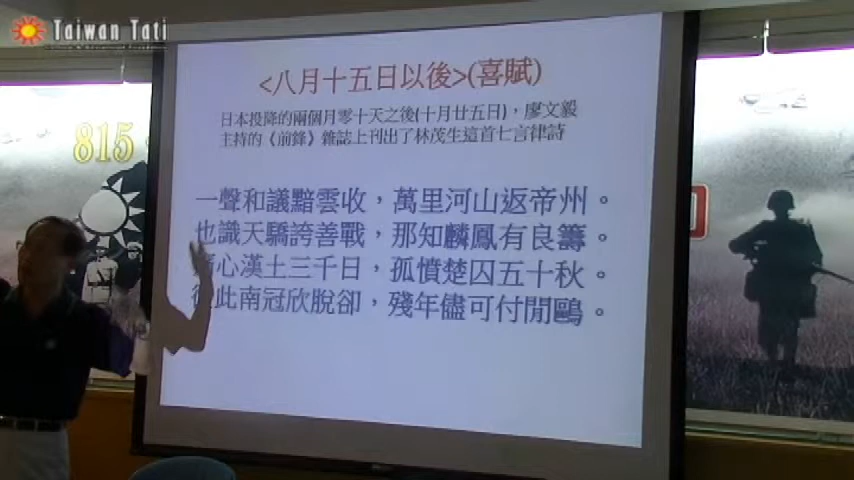 Taiwan Tati
<八月十五日以後>(喜賦)
日本投降的兩個月零十天之後(十月廿五日)，廖文毅
主持的《前鋒》雜誌上刊出了林茂生這首七言律詩
一聲和議黯雲收，萬里河山返帝州。
也識天驕誇善戰，那知麟鳳有良籌。
心漢土三千日，孤憤楚囚五十秋。
此南冠欣脫卻，殘年儘可付閒鷗。
815